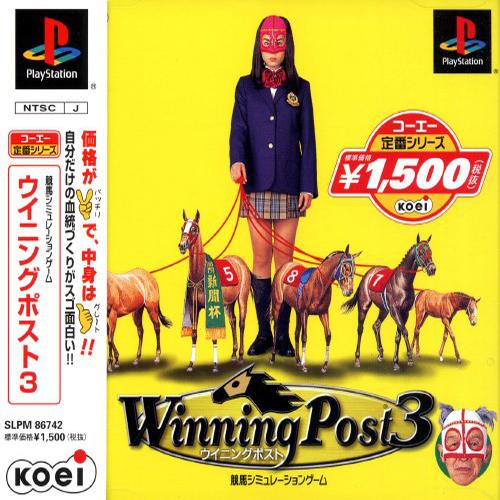 PlayStation
®
NTSC J
コーエー
定番シリーズ
価格がバッチリで、中身はグレート!!
自分だけの血統づくりがスゴ面白い!!
競馬シミュレーションゲーム
ウイニングポスト3
SLPM 86742
標準価格¥1,500(税抜)
KOEI
PlayStation
®
コーエー
定番シリーズ
標準価格
¥1,500(税抜)
KOEI
5
8
7
新聞杯
Winning Post 3
ウイニングポスト
競馬シミュレーションゲーム